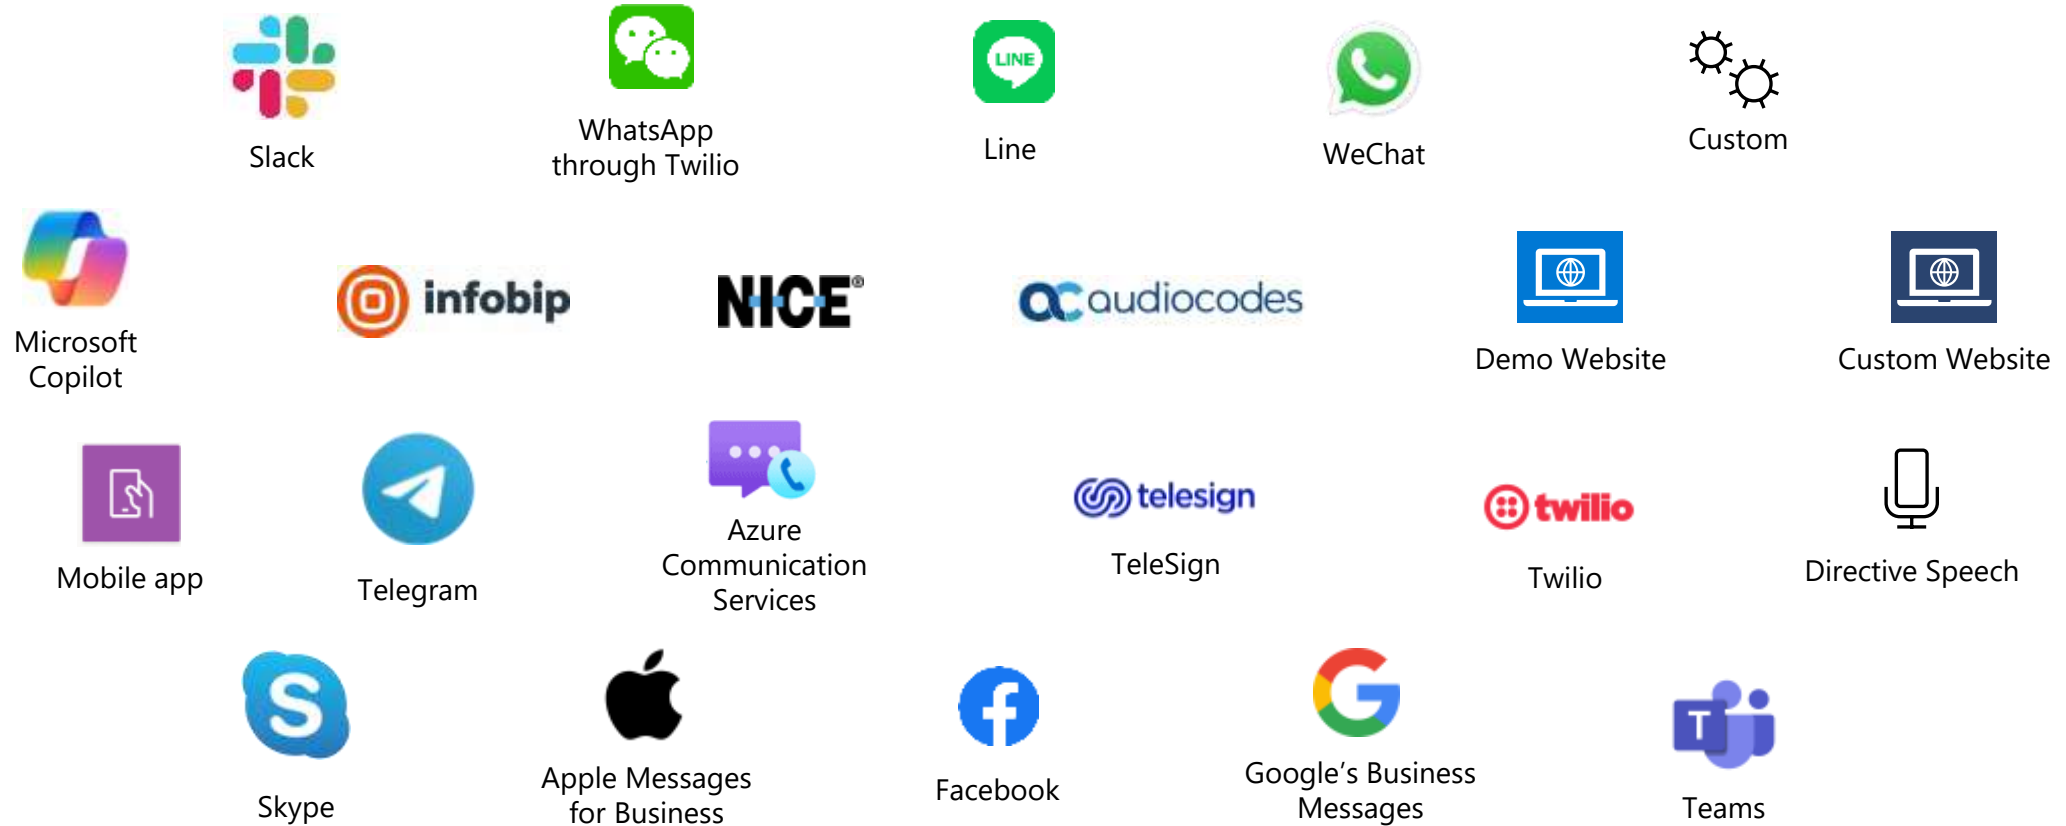 LINE
Slack
WhatsApp
through Twilio
Line
WeChat
Custom
infobip
NICE®
audiocodes
Microsoft
Copilot
Demo Website
Custom Website
telesign
twilio
Mobile app
Telegram
Azure
Communication
Services
TeleSign
Twilio
Directive Speech
S
T
Skype
Apple Messages
for Business
Facebook
Google’s Business
Messages
Teams